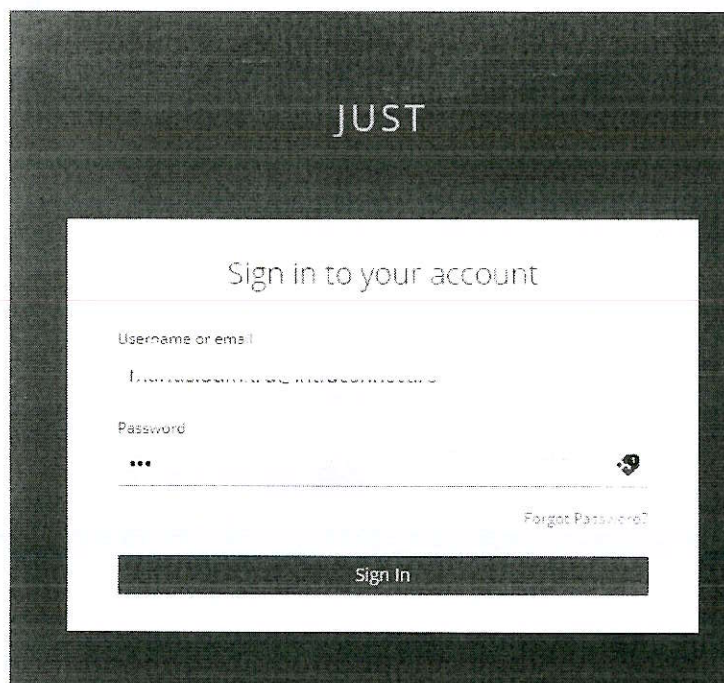 JUST
Sign in to your account
Username or email
Password
•••
Forgot Password?
Sign In